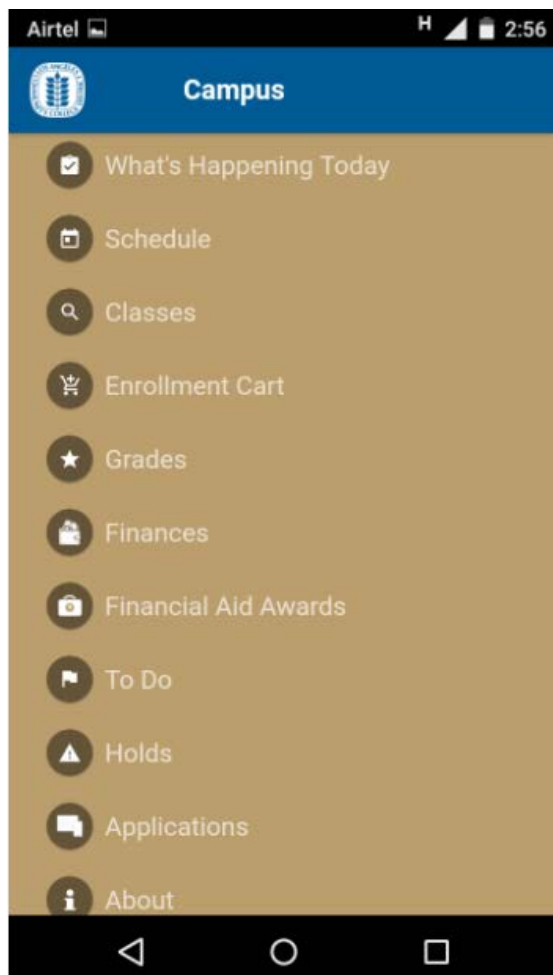 Airtel
H
2:56
Campus
What's Happening Today
Schedule
Classes
Enrollment Cart
Grades
Finances
Financial Aid Awards
To Do
Holds
Applications
About